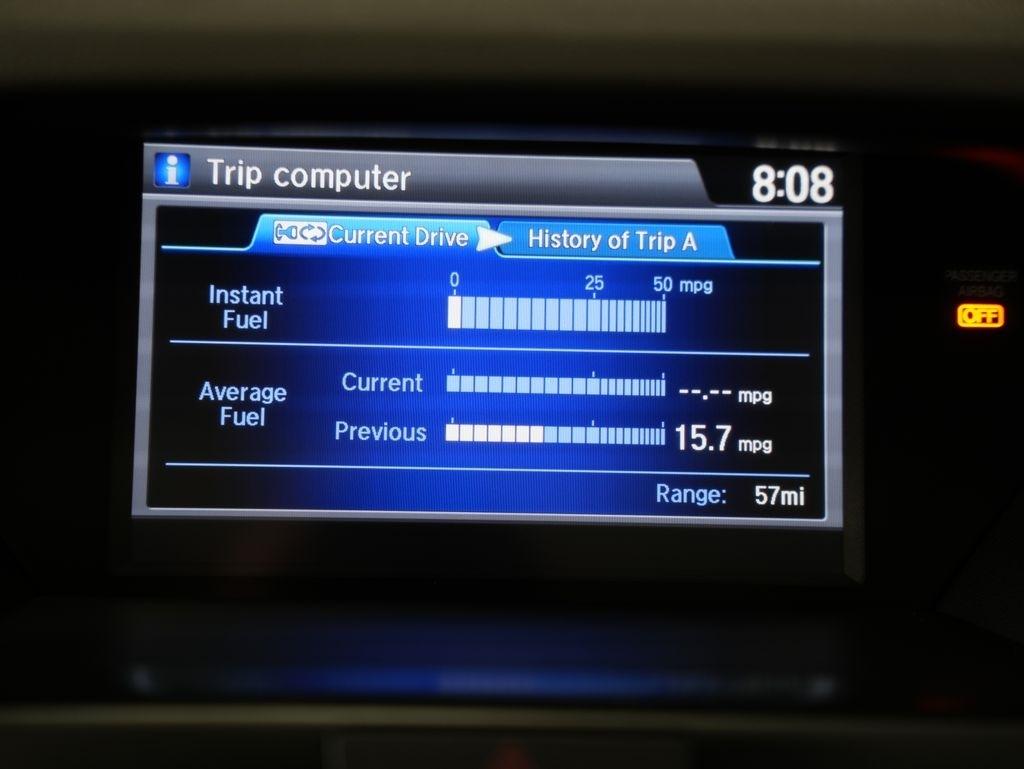 i Trip computer 8:08
Current Drive History of Trip A
0 25 50 mpg
Instant
Fuel
PASSENGER
AIRBAG
OFF
Average
Fuel
Current --.-- mpg
Previous 15.7 mpg
Range: 57mi